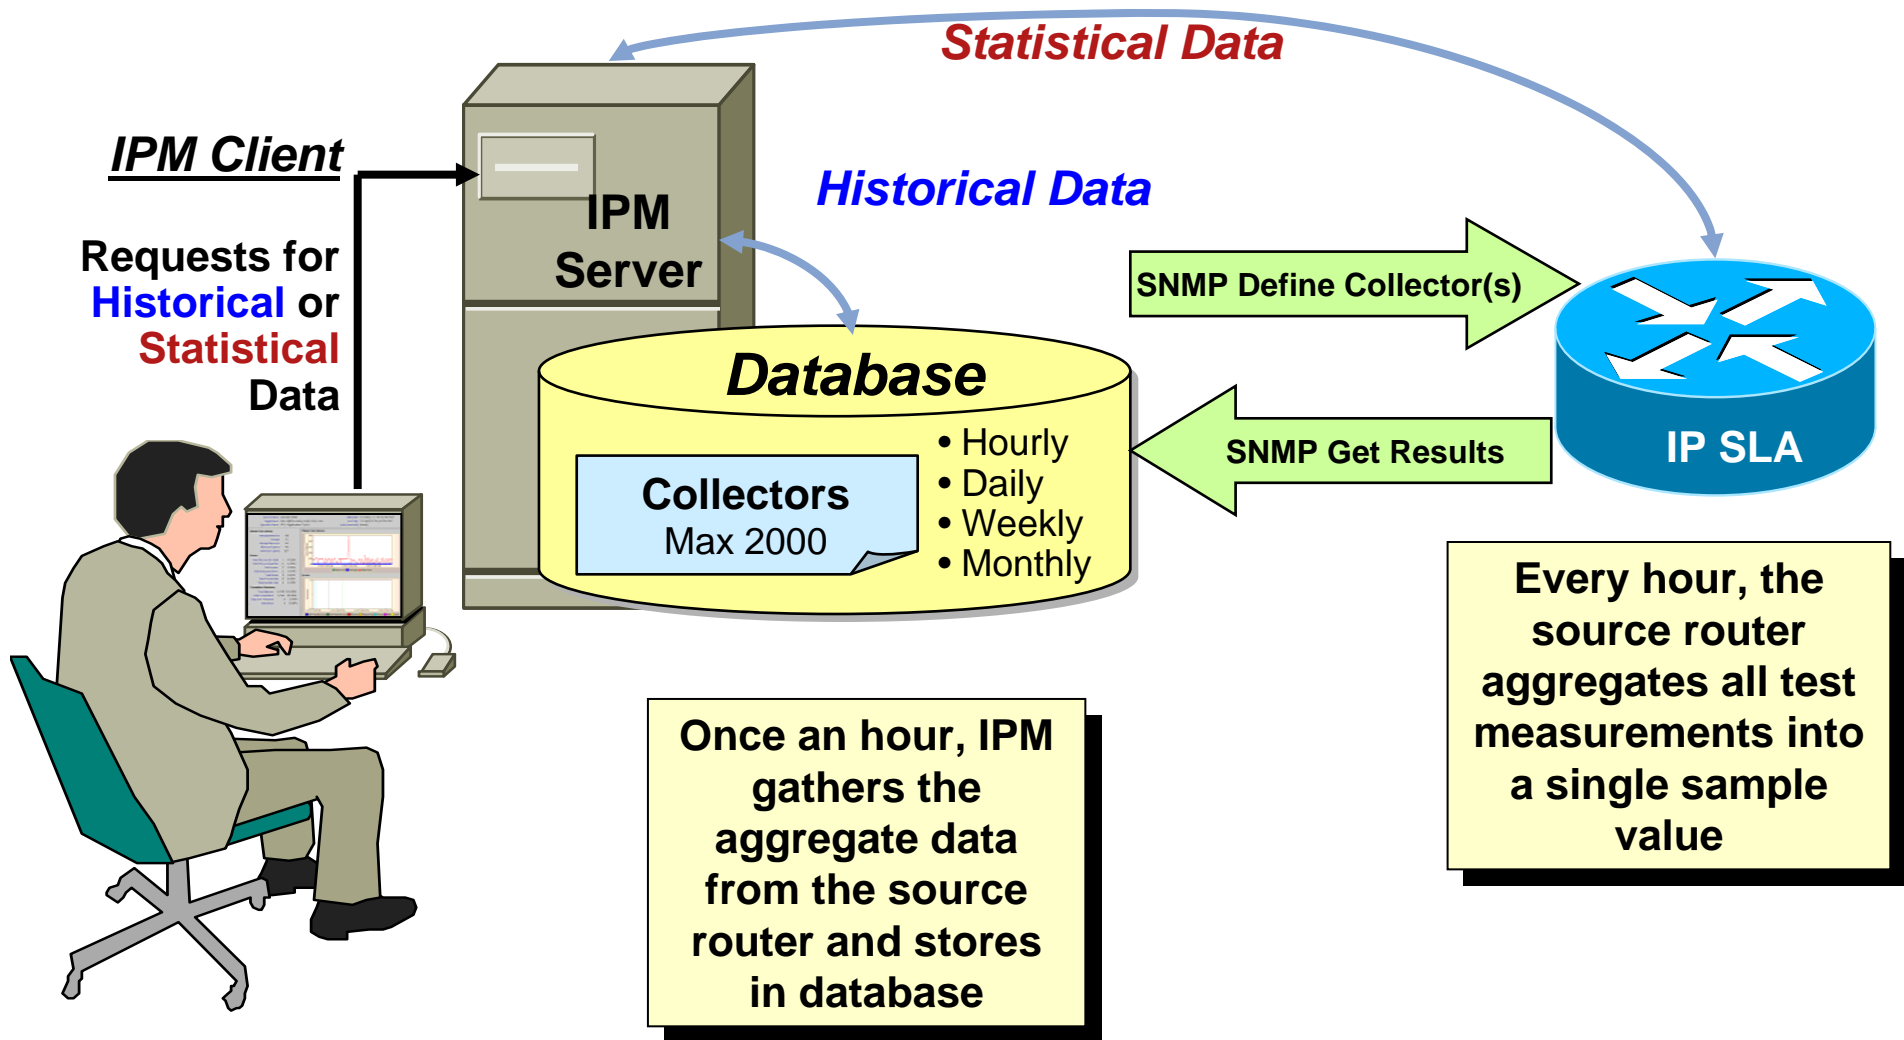 Statistical Data
IPM Client
Historical Data
IPM
Server
Requests for
Historical or
Statistical
Data
SNMP Define Collector(s)
Database
SNMP Get Results
IP SLA
Collectors
Max 2000
• Hourly
• Daily
• Weekly
• Monthly
Every hour, the
source router
aggregates all test
measurements into
a single sample
value
Once an hour, IPM
gathers the
aggregate data
from the source
router and stores
in database